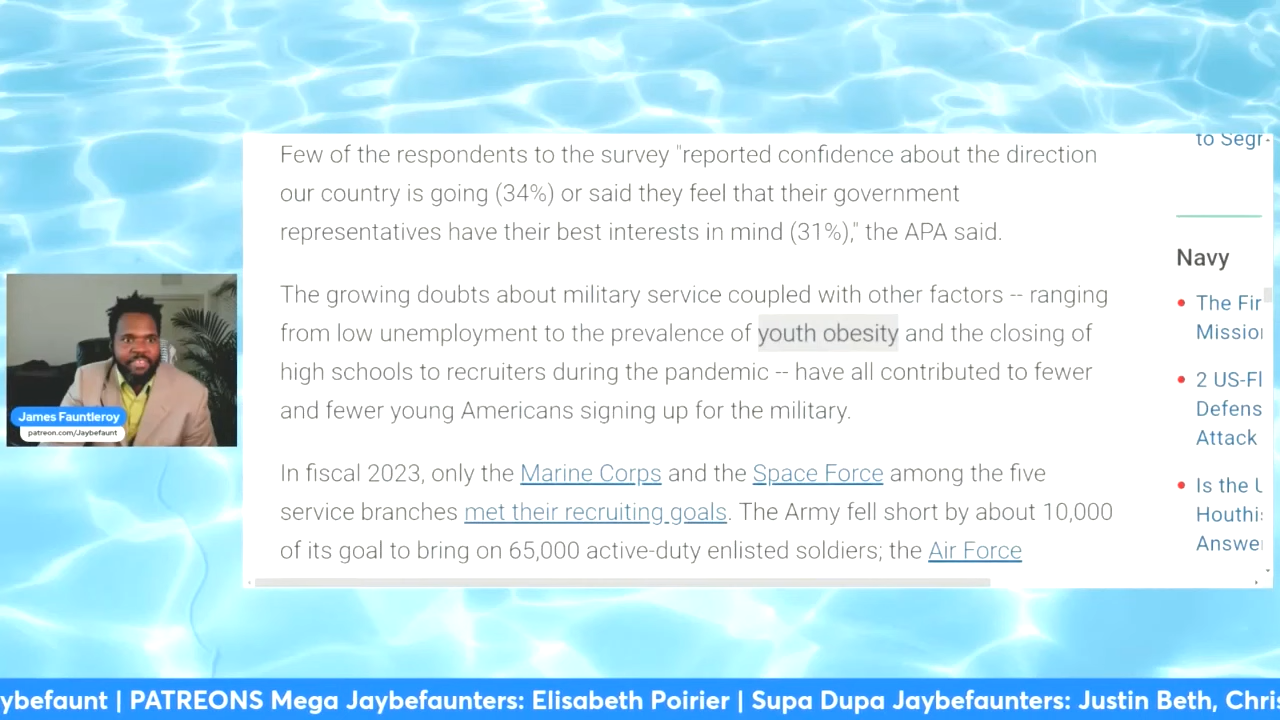 to Segr
Few of the respondents to the survey "reported confidence about the direction
our country is going (34%) or said they feel that their government
representatives have their best interests in mind (31%)," the APA said.
The growing doubts about military service coupled with other factors -- ranging
from low unemployment to the prevalence of youth obesity and the closing of
high schools to recruiters during the pandemic -- have all contributed to fewer
and fewer young Americans signing up for the military.
In fiscal 2023, only the Marine Corps and the Space Force among the five
service branches met their recruiting goals. The Army fell short by about 10,000
of its goal to bring on 65,000 active-duty enlisted soldiers; the Air Force
Navy
The Fir
Mission
2 US-Fl
Defens
Attack
Is the U
Houthi
Answe
James Fauntleroy
patreon.com/Jaybefaunt
ybefaunt | PATREONS Mega Jaybefaunters: Elisabeth Poirier | Supa Dupa Jaybefaunters: Justin Beth, Chris